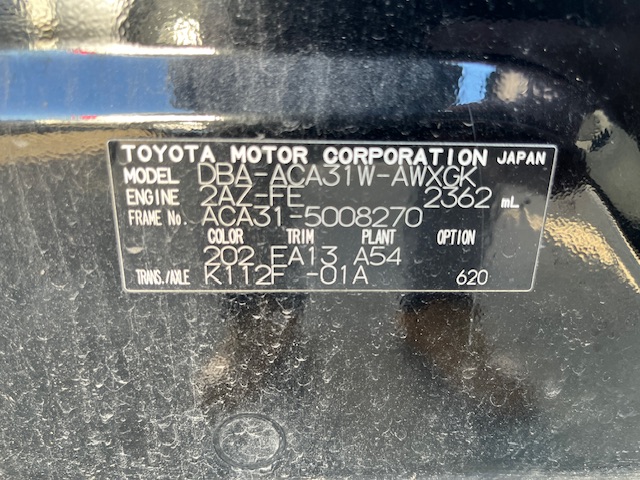 TOYOTA MOTOR CORPORATION JAPAN
MODEL DBA-ACA31W-AWXGK
ENGINE 2AZ-FE 2362 mL
FRAME No. ACA31-5008270
COLOR TRIM PLANT OPTION
202 FA13 A54
TRANS./AXLE K112F -01A 620